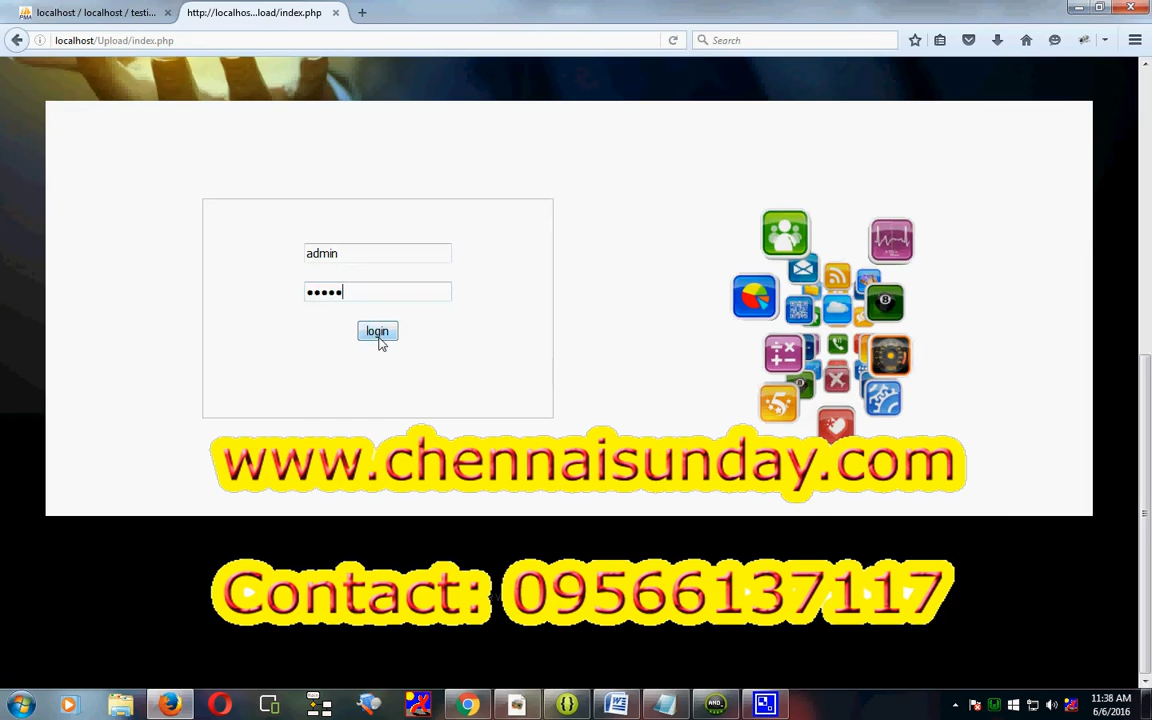 localhost / localhost / testi...
http://localhos...load/index.php
localhost/Upload/index.php
Search
admin
login
www.chennaisunday.com
Contact: 09566137117
11:38 AM
6/6/2016